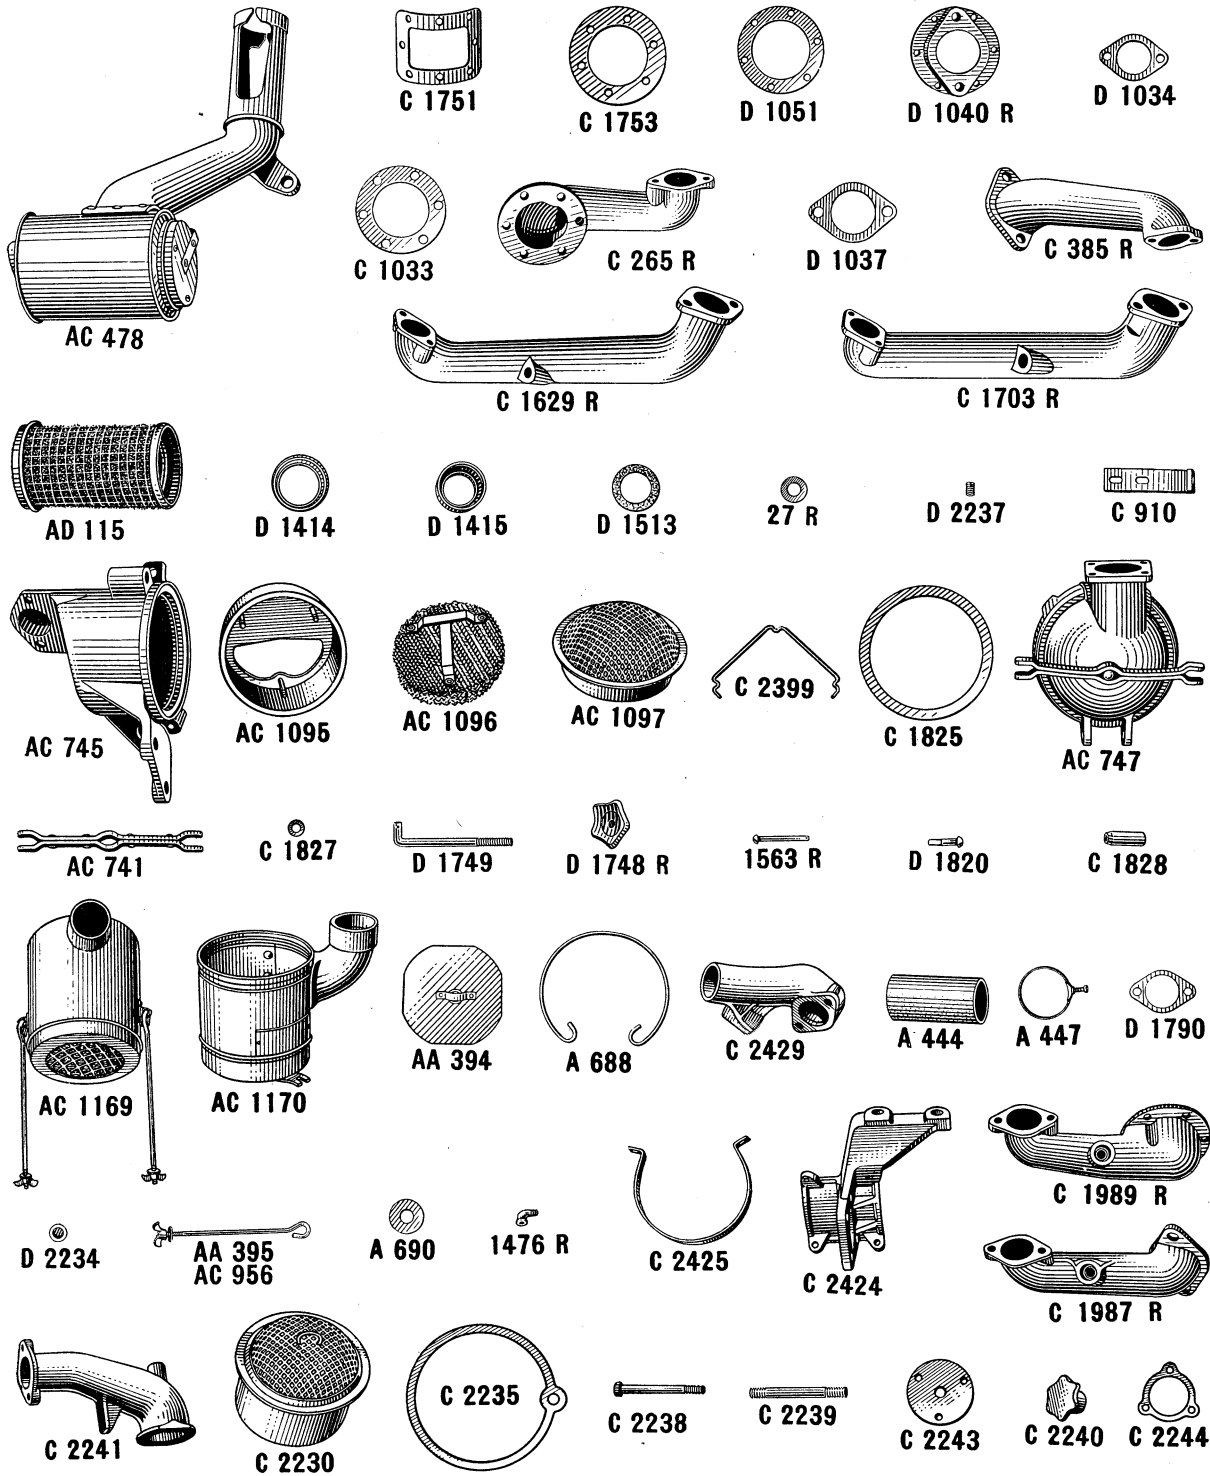 C 1751
C 1753
D 1051
D 1040 R
D 1034
C 1033
C 265 R
D 1037
C 385 R
AC 478
C 1629 R
C 1703 R
AD 115
D 1414
D 1415
D 1513
27 R
D 2237
C 910
AC 745
AC 1095
AC 1096
AC 1097
C 2399
C 1825
AC 747
AC 741
C 1827
D 1749
D 1748 R
1563 R
D 1820
C 1828
AC 1169
AC 1170
AA 394
A 688
C 2429
A 444
A 447
D 1790
D 2234
AA 395
AC 956
A 690
1476 R
C 2425
C 2424
C 1989 R
C 1987 R
C 2241
C 2230
C 2235
C 2238
C 2239
C 2243
C 2240
C 2244